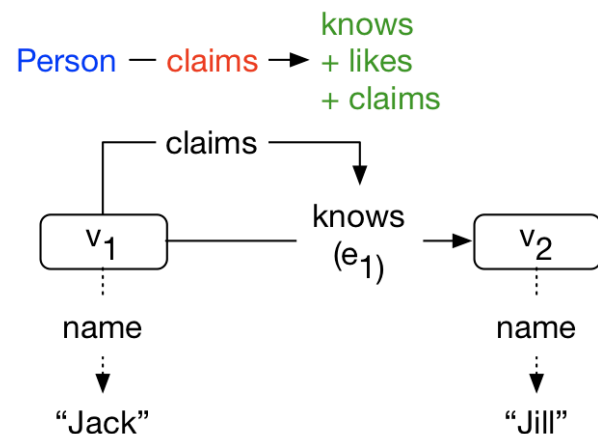 knows
Person claims + likes
+ claims
claims
knows
v1 (e1) v2
name name
“Jack” “Jill”